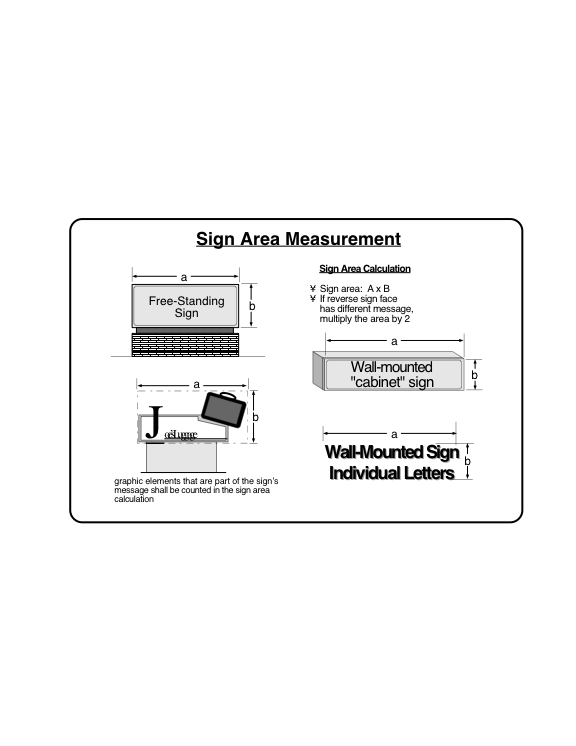 Sign Area Measurement
a
Free-Standing
Sign
b
Sign Area Calculation
¥ Sign area: A x B
¥ If reverse sign face
has different message,
multiply the area by 2
a
Wall-mounted
"cabinet" sign
b
a
b
Joe's Luggage
graphic elements that are part of the sign's
message shall be counted in the sign area
calculation
a
Wall-Mounted Sign
Individual Letters
b